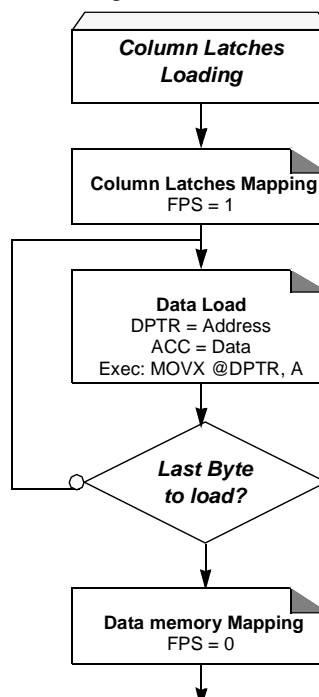 Column Latches
Loading
Column Latches Mapping
FPS = 1
Data Load
DPTR = Address
ACC = Data
Exec: MOVX @DPTR, A
Last Byte
to load?
Data memory Mapping
FPS = 0